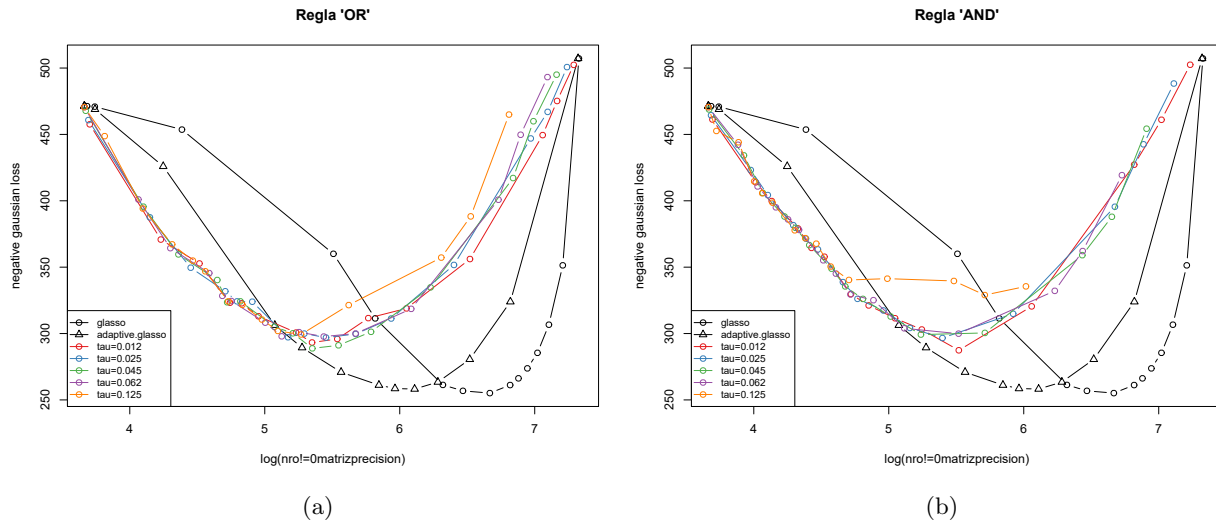 Regla 'OR'
negative gaussian loss
500
450
400
350
300
250
glasso
adaptive.glasso
tau=0.012
tau=0.025
tau=0.045
tau=0.062
tau=0.125
4 5 6 7
log(nro!=0matrizprecision)
(a)
Regla 'AND'
negative gaussian loss
500
450
400
350
300
250
glasso
adaptive.glasso
tau=0.012
tau=0.025
tau=0.045
tau=0.062
tau=0.125
4 5 6 7
log(nro!=0matrizprecision)
(b)